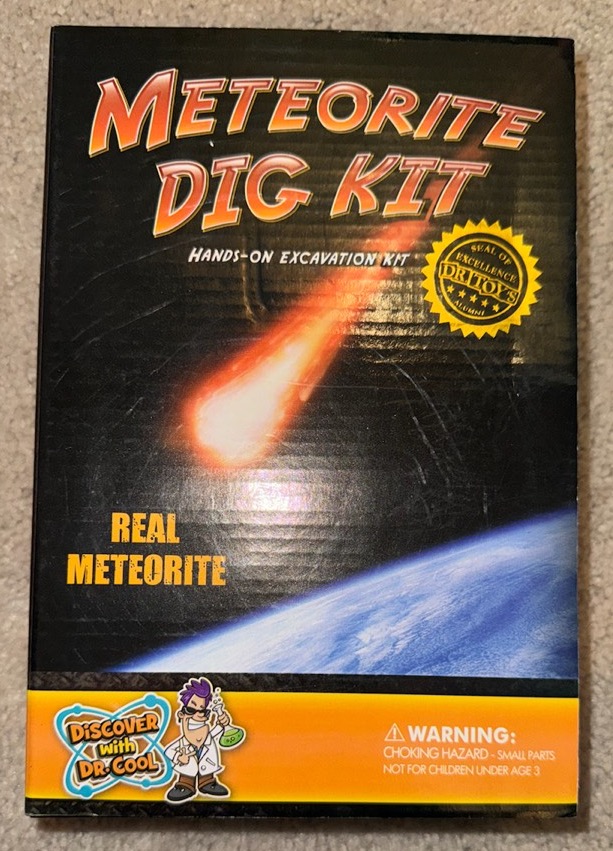 METEORITE
DIG KIT
HANDS-ON EXCAVATION KIT
SEAL OF
EXCELLENCE
DR TOY'S
ALUMNI
REAL
METEORITE
DISCOVER
with
DR. COOL
WARNING:
CHOKING HAZARD - SMALL PARTS
NOT FOR CHILDREN UNDER AGE 3